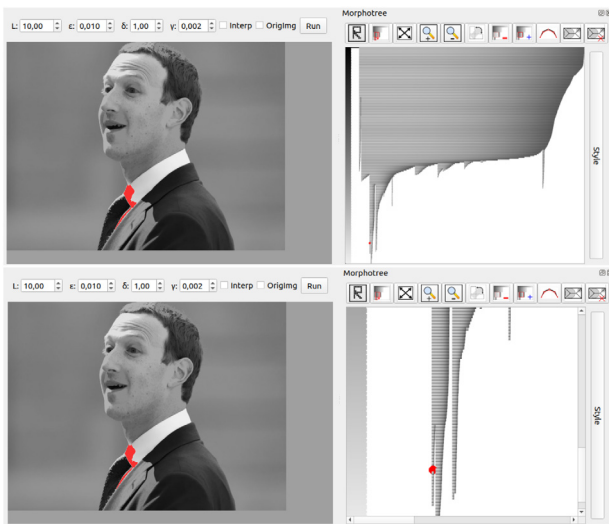 Morphotree
L: 10,00 ε: 0,010 δ: 1,00 γ: 0,002 Interp OrigImg Run
R
Style
Morphotree
L: 10,00 ε: 0,010 δ: 1,00 γ: 0,002 Interp OrigImg Run
R
Style